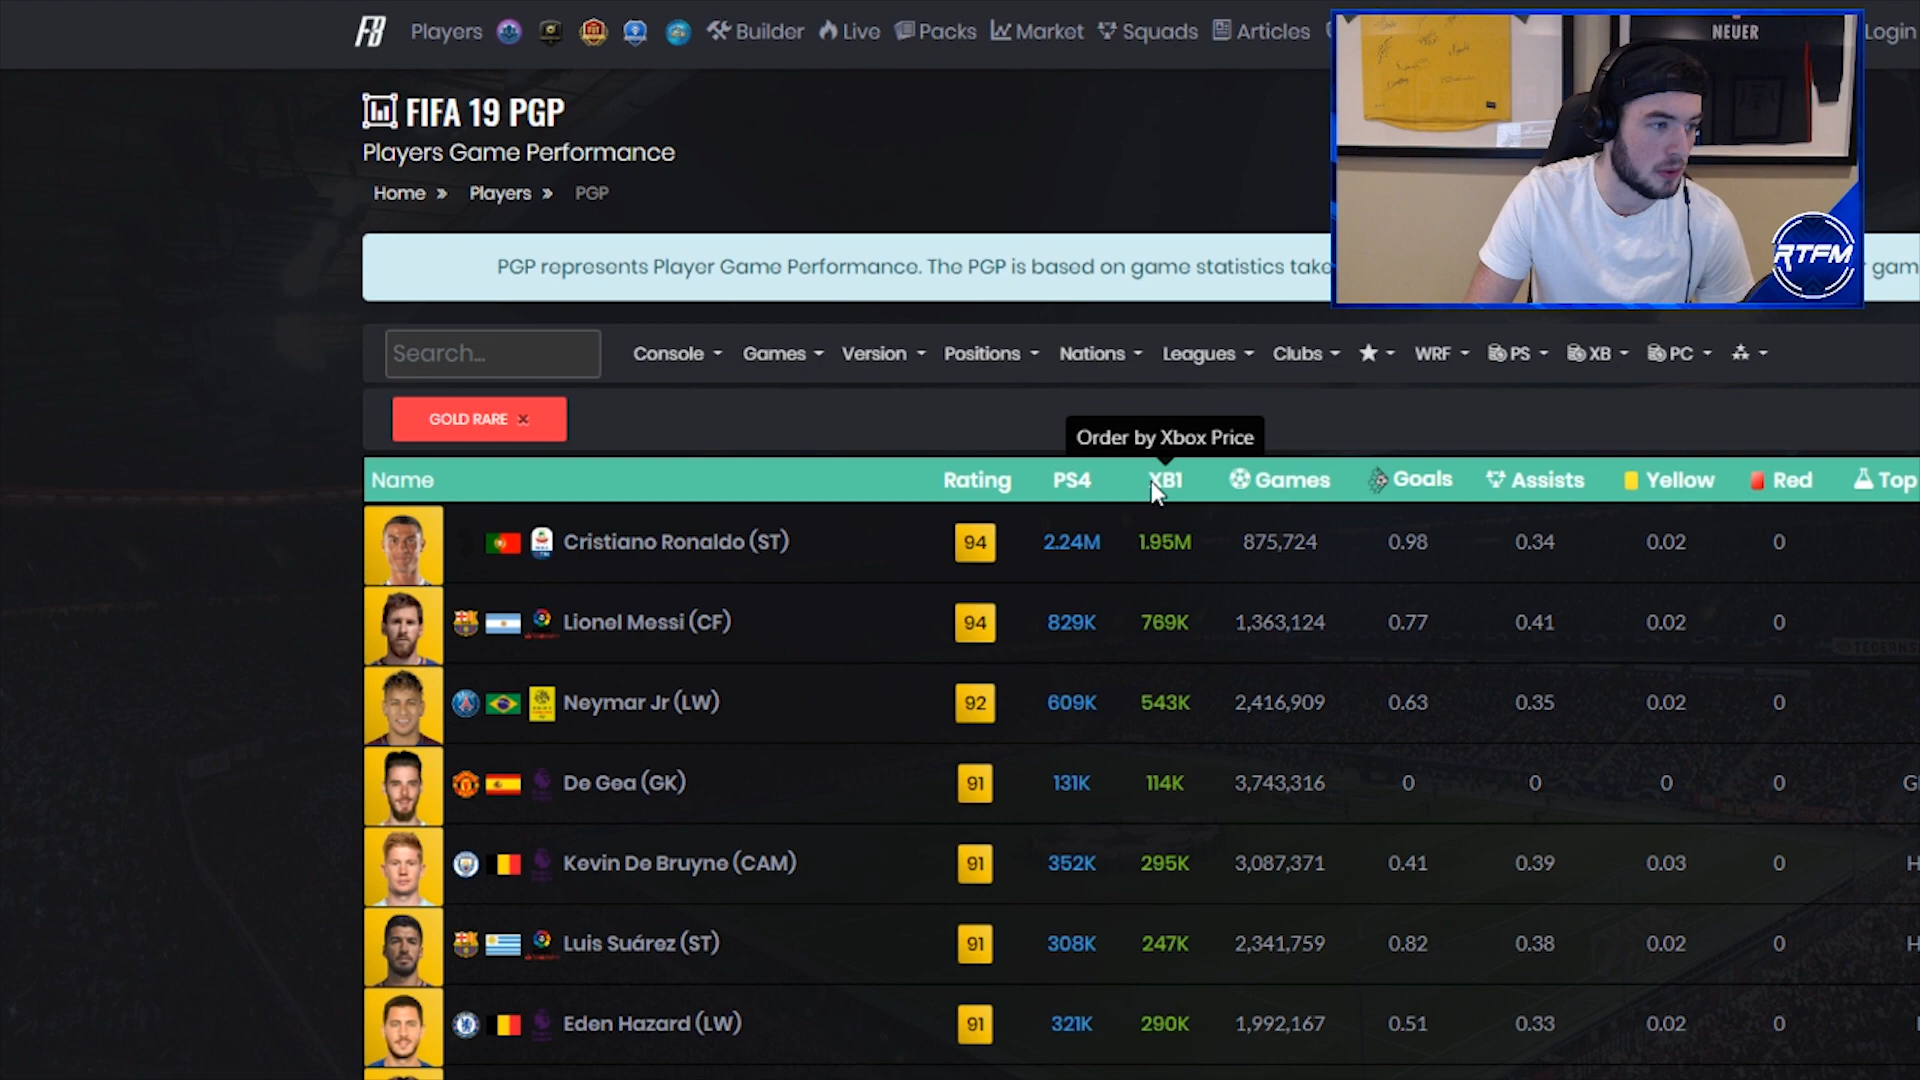 F8 Players Builder Live Packs Market Squads Articles Login
NEUER
FIFA 19 PGP
Players Game Performance
Home » Players » PGP
RTFM
PGP represents Player Game Performance. The PGP is based on game statistics take gam
Search... Console Games Version Positions Nations Leagues Clubs WRF PS XB PC
GOLD RARE x
Order by Xbox Price
Name Rating PS4 XB1 Games Goals Assists Yellow Red Top
Cristiano Ronaldo (ST) 94 2.24M 1.95M 875,724 0.98 0.34 0.02 0
Lionel Messi (CF) 94 829K 769K 1,363,124 0.77 0.41 0.02 0
Neymar Jr (LW) 92 609K 543K 2,416,909 0.63 0.35 0.02 0
De Gea (GK) 91 131K 114K 3,743,316 0 0 0 0
Kevin De Bruyne (CAM) 91 352K 295K 3,087,371 0.41 0.39 0.03 0 H
Luis Suárez (ST) 91 308K 247K 2,341,759 0.82 0.38 0.02 0 H
Eden Hazard (LW) 91 321K 290K 1,992,167 0.51 0.33 0.02 0